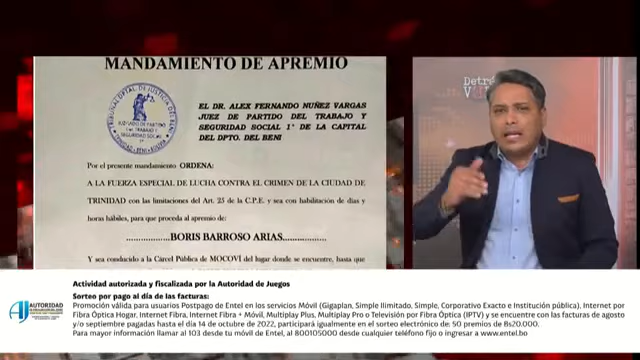 MANDAMIENTO DE APREMIO
EL DR. ALEX FERNANDO NUÑEZ VARGAS
JUEZ DE PARTIDO DEL TRABAJO Y
SEGURIDAD SOCIAL 1° DE LA CAPITAL
DEL DPTO. DEL BENI
Por el presente mandamiento ORDENA:
A LA FUERZA ESPECIAL DE LUCHA CONTRA EL CRIMEN DE LA CIUDAD DE
TRINIDAD con las limitaciones del Art. 25 de la C.P.E. y sea con habilitación de días y
horas hábiles, para que proceda al apremio de:
BORIS BARROSO ARIAS
Y sea conducido a la Cárcel Pública de MOCOVÍ del lugar donde se encuentre, hasta que
Detrá
AJ AUTORIDAD
Actividad autorizada y fiscalizada por la Autoridad de Juegos
Sorteo por pago al día de las facturas:
Promoción válida para usuarios Postpago de Entel en los servicios Móvil (Gigaplan, Simple Ilimitado, Simple, Corporativo Exacto e Institución pública), Internet por
Fibra Óptica Hogar, Internet Fibra, Internet Fibra + Móvil, Multiplay Plus, Multiplay Pro o Televisión por Fibra Óptica (IPTV) y se encuentre con las facturas de agosto
y/o septiembre pagadas hasta el 14 de octubre de 2022, participará igualmente en el sorteo electrónico de: 50 premios de Bs20.000.
Para mayor información llamar al 103 desde tu móvil de Entel, al 800105000 desde cualquier teléfono fijo o ingresar a www.entel.bo